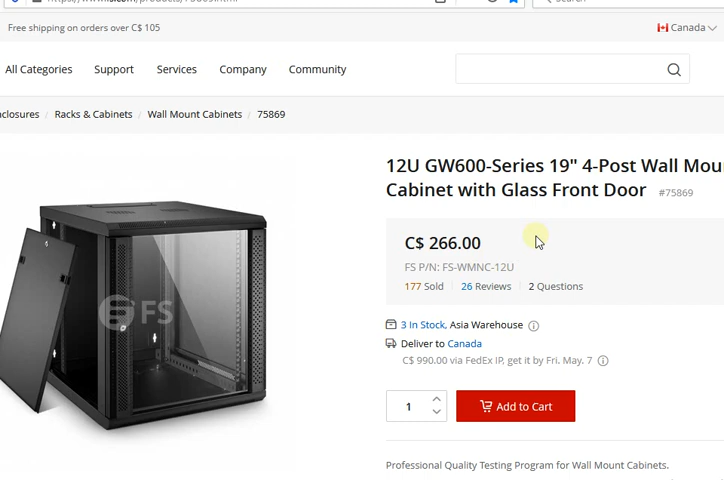 Free shipping on orders over C$ 105
Canada
All Categories Support Services Company Community
Racks & Cabinets / Wall Mount Cabinets / 75869
12U GW600-Series 19" 4-Post Wall
Cabinet with Glass Front Door #75869
C$ 266.00
FS P/N: FS-WMNC-12U
177 Sold 26 Reviews 2 Questions
FS
3 In Stock, Asia Warehouse
Deliver to Canada
C$ 990.00 via FedEx IP, get it by Fri. May. 7
1
Add to Cart
Professional Quality Testing Program for Wall Mount Cabinets.